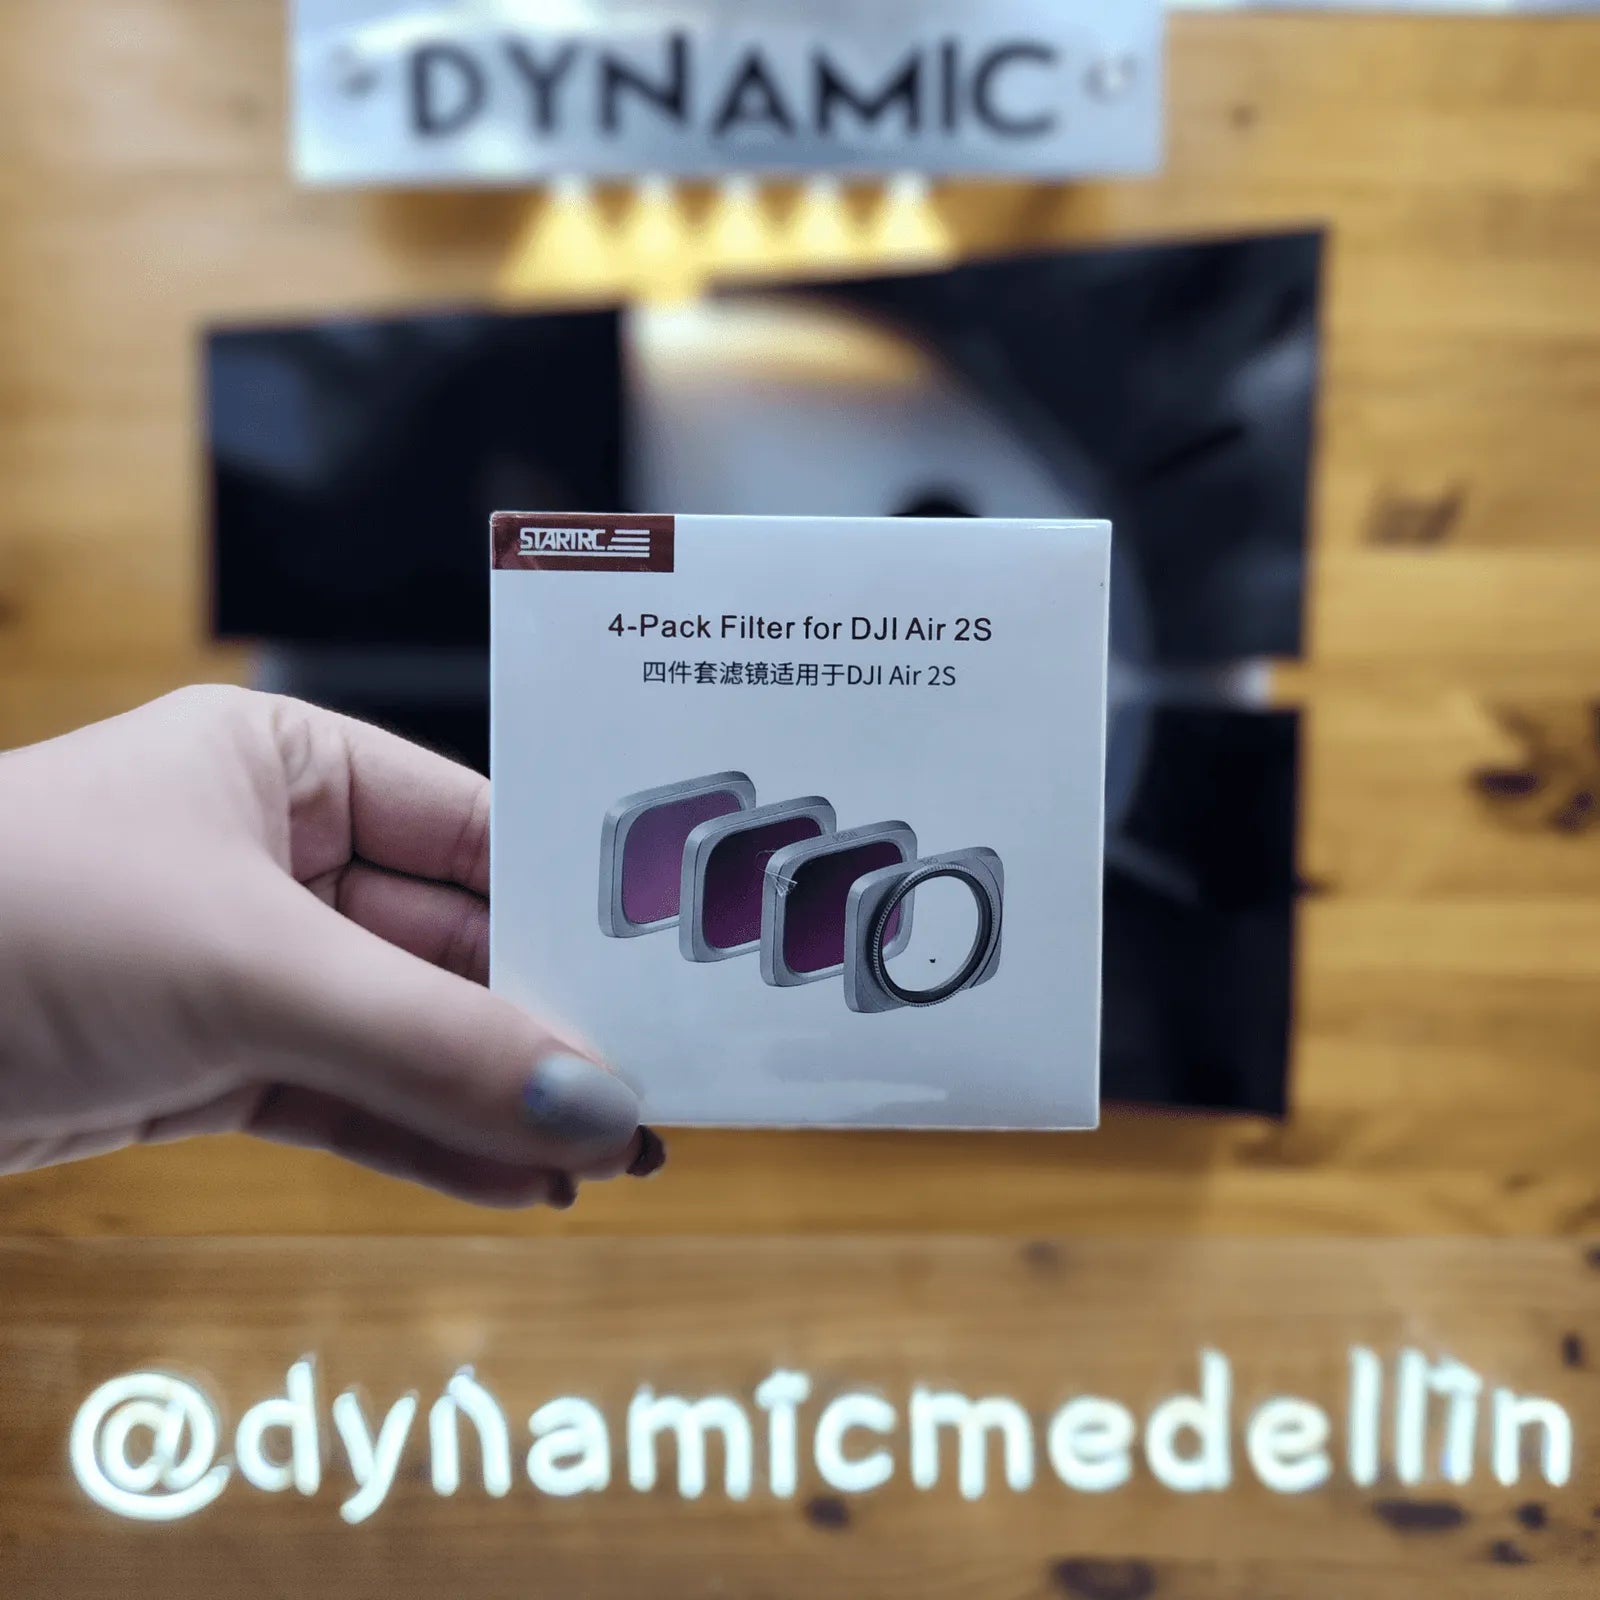 DYNAMIC
STARTRC
4-Pack Filter for DJI Air 2S
四件套滤镜适用于DJI Air 2S
@dynamicmedellin